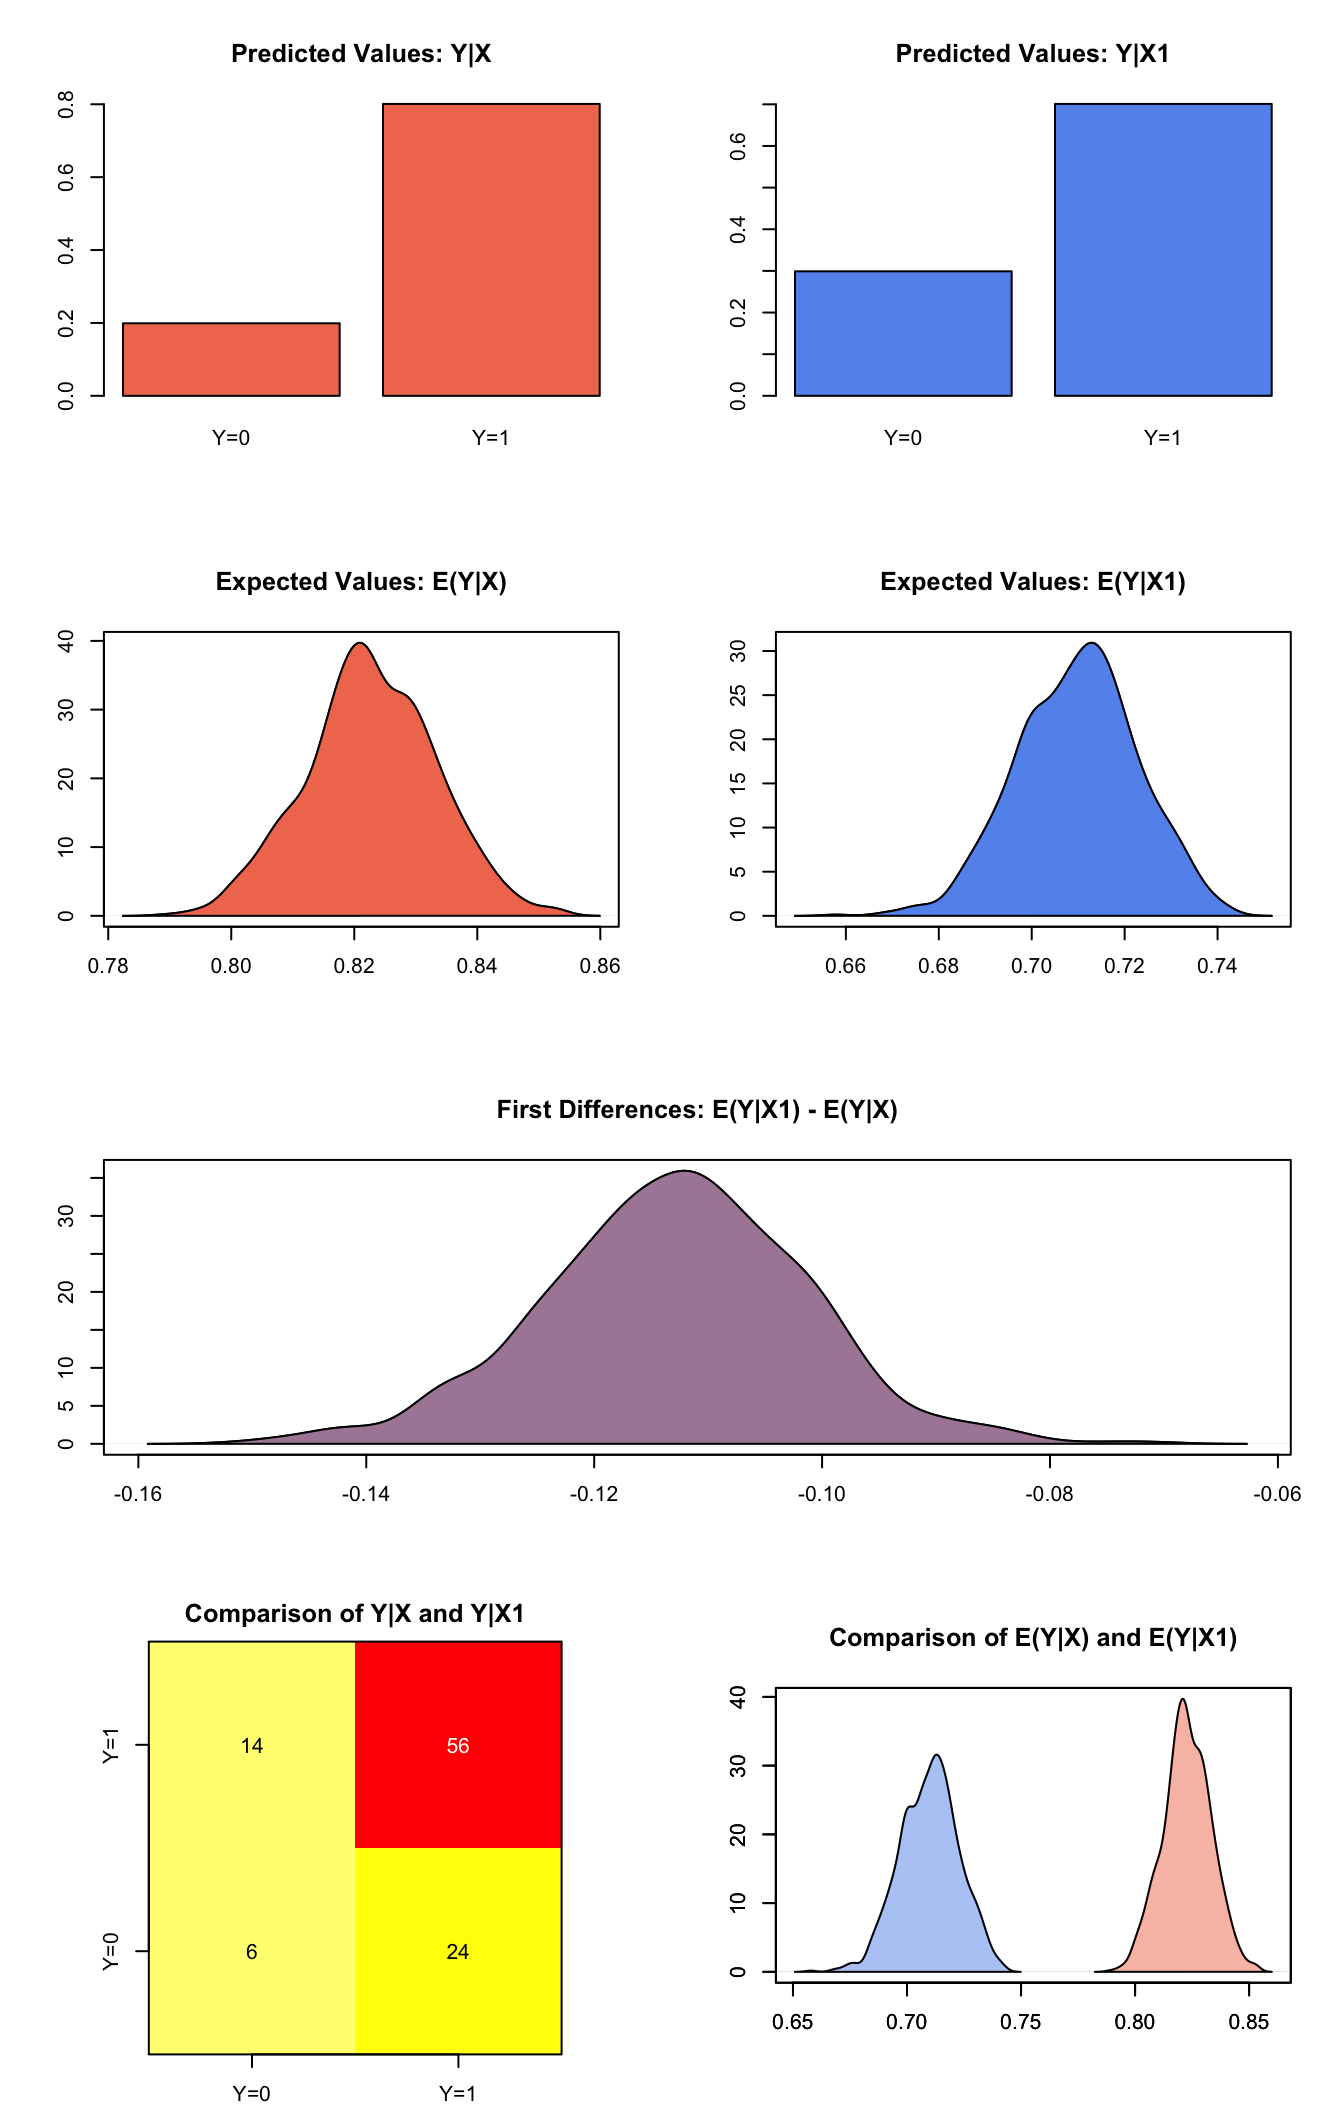 Predicted Values: Y|X
0.8
0.6
0.4
0.2
0.0
Y=0 Y=1
Predicted Values: Y|X1
0.6
0.4
0.2
0.0
Y=0 Y=1
Expected Values: E(Y|X)
40
30
20
10
0
0.78 0.80 0.82 0.84 0.86
Expected Values: E(Y|X1)
30
25
20
15
10
5
0
0.66 0.68 0.70 0.72 0.74
First Differences: E(Y|X1) - E(Y|X)
30
20
10
5
0
-0.16 -0.14 -0.12 -0.10 -0.08 -0.06
Comparison of Y|X and Y|X1
Y=1 14 56
Y=0 6 24
Y=0 Y=1
Comparison of E(Y|X) and E(Y|X1)
40
30
20
10
0
0.65 0.70 0.75 0.80 0.85